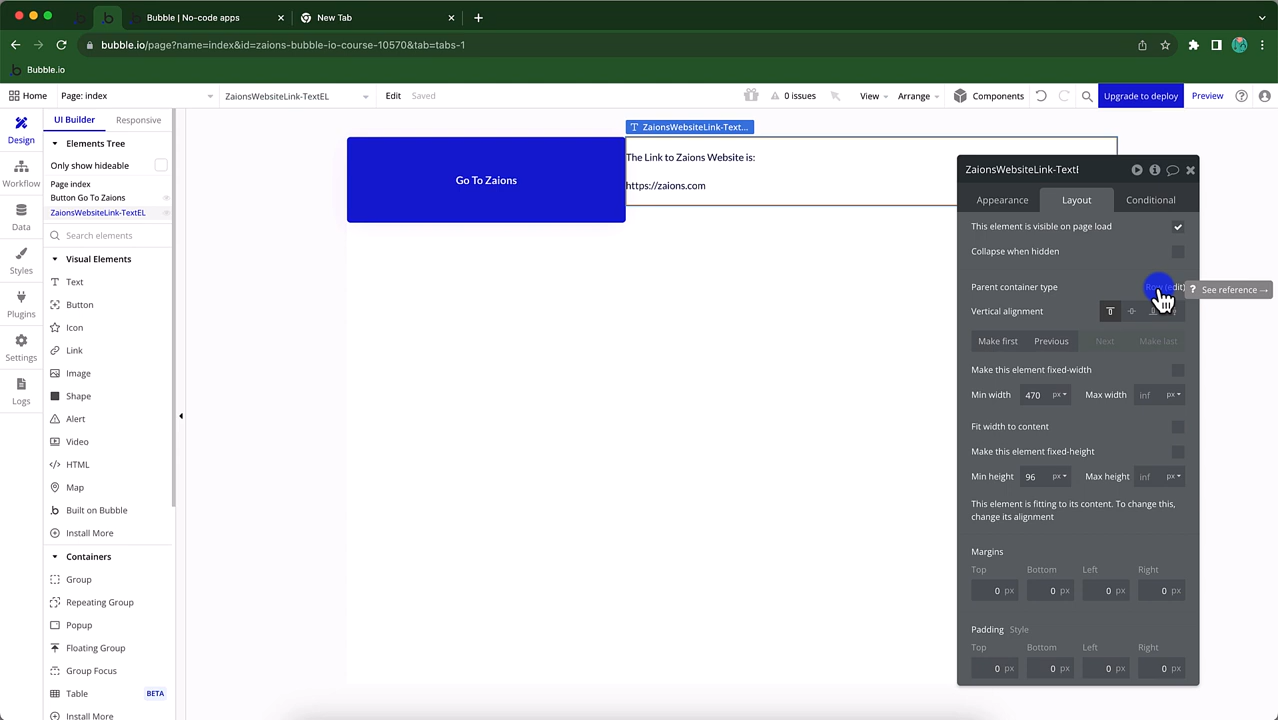 Bubble | No-code apps
New Tab
bubble.io/page?name=index&id=zaions-bubble-io-course-10570&tab=tabs-1
Bubble.io
Home
Page: index
ZaionsWebsiteLink-TextEL
Edit
Saved
0 issues
View
Arrange
Components
Upgrade to deploy
Preview
Design
Workflow
Data
Styles
Plugins
Settings
Logs
UI Builder
Responsive
Elements Tree
Only show hideable
Page index
Button Go To Zaions
ZaionsWebsiteLink-TextEL
Search elements
Visual Elements
Text
Button
Icon
Link
Image
Shape
Alert
Video
HTML
Map
Built on Bubble
Install More
Containers
Group
Repeating Group
Popup
Floating Group
Group Focus
Table BETA
Install More
Go To Zaions
ZaionsWebsiteLink-Text...
The Link to Zaions Website is:
https://zaions.com
ZaionsWebsiteLink-TextE
Appearance
Layout
Conditional
This element is visible on page load
Collapse when hidden
Parent container type
Row (edit)
? See reference →
Vertical alignment
Make first
Previous
Next
Make last
Make this element fixed-width
Min width 470 px
Max width inf px
Fit width to content
Make this element fixed-height
Min height 96 px
Max height inf px
This element is fitting to its content. To change this,
change its alignment
Margins
Top Bottom Left Right
0 px 0 px 0 px 0 px
Padding Style
Top Bottom Left Right
0 px 0 px 0 px 0 px